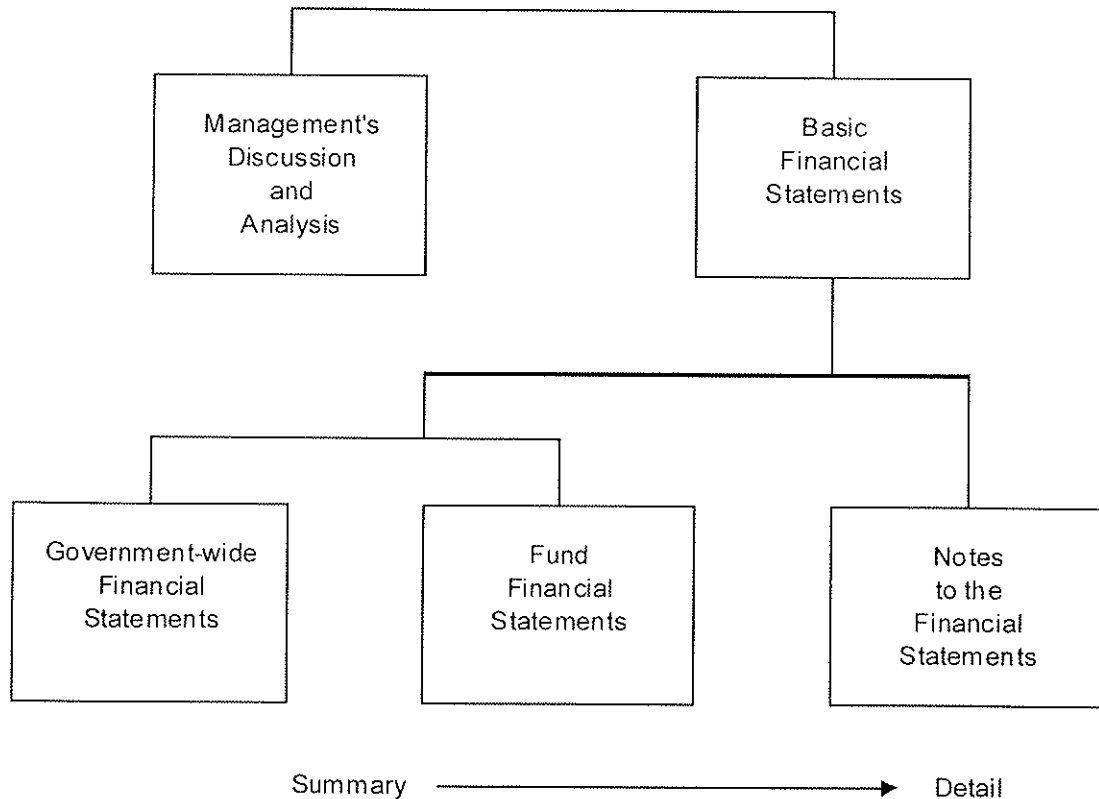 Management's
Discussion
and
Analysis
Basic
Financial
Statements
Government-wide
Financial
Statements
Fund
Financial
Statements
Notes
to the
Financial
Statements
Summary
Detail